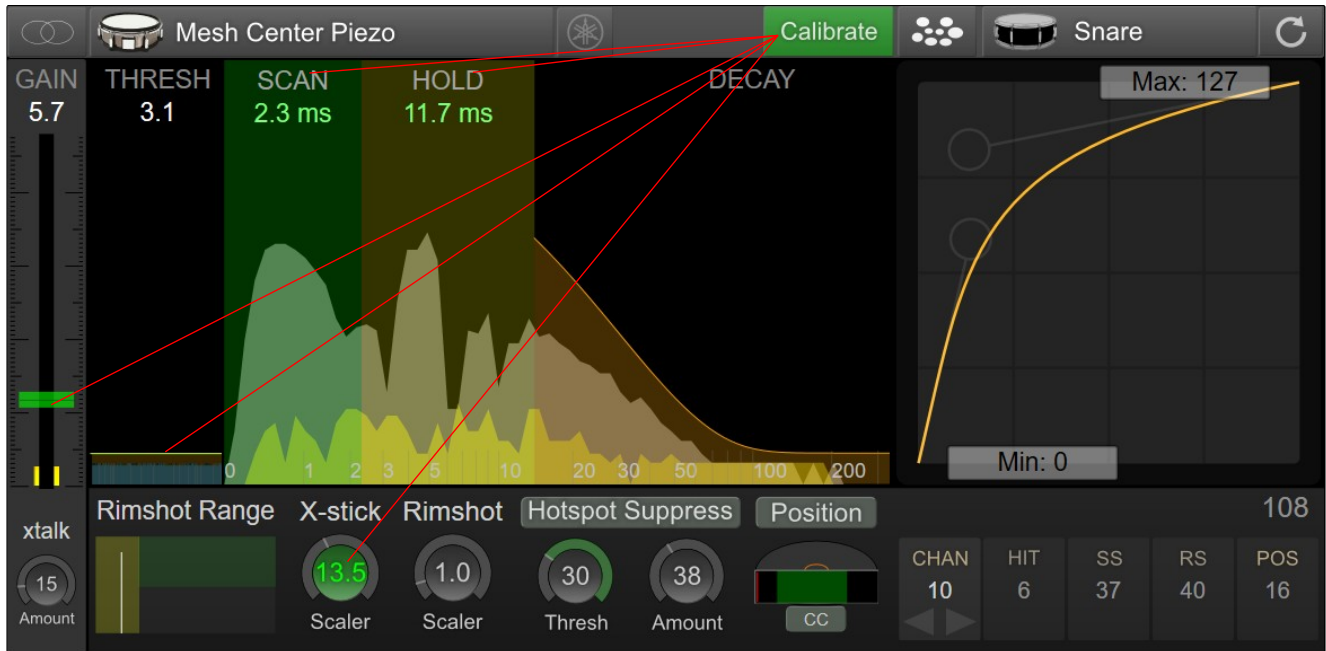 Mesh Center Piezo Calibrate Snare
GAIN THRESH SCAN HOLD DECAY Max: 127
5.7 3.1 2.3 ms 11.7 ms
0 1 2 3 5 10 20 30 50 100 200 Min: 0
Rimshot Range X-stick Rimshot Hotspot Suppress Position 108
xtalk
15 13.5 1.0 30 38
CHAN HIT SS RS POS
10 6 37 40 16
Amount Scaler Scaler Thresh Amount CC